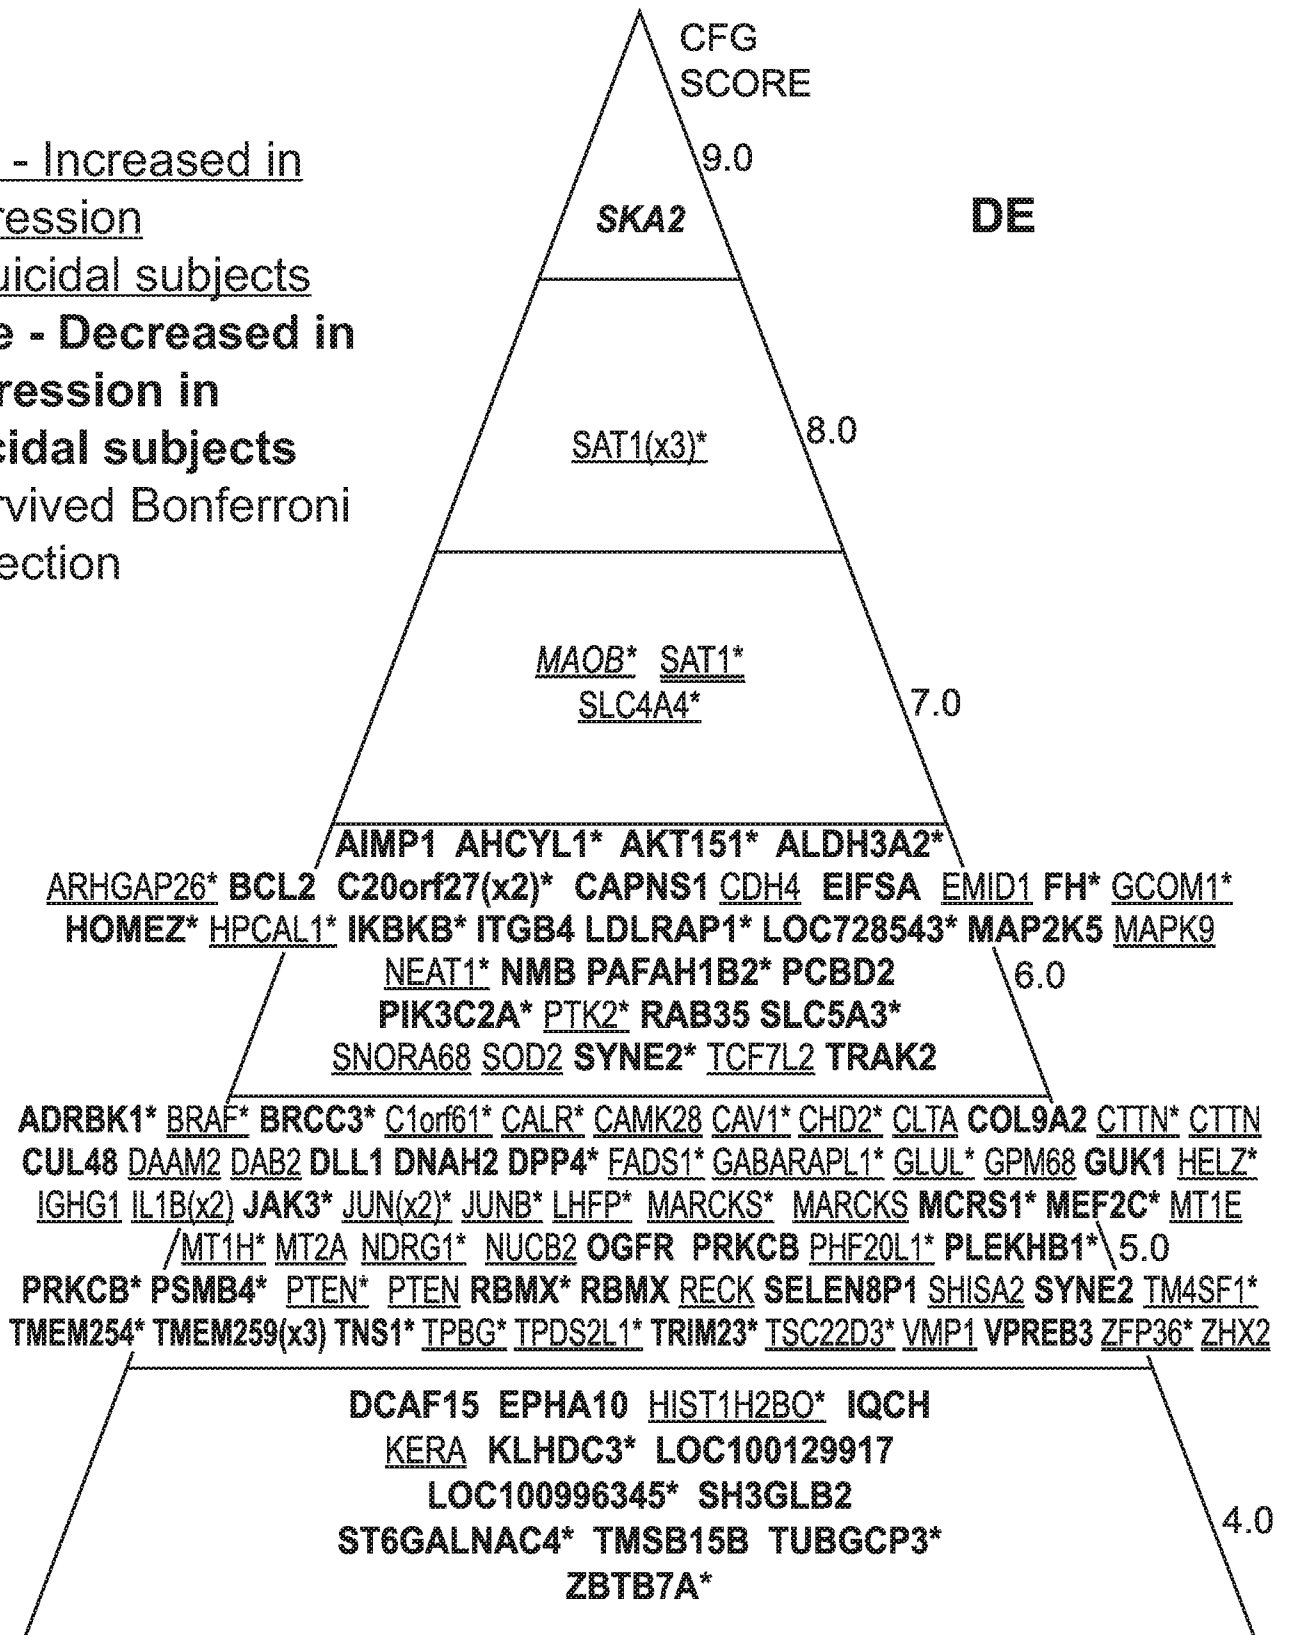 CFG
SCORE
9.0
- Increased in
ression
uicidal subjects
e - Decreased in
ression in
cidal subjects
rvived Bonferroni
ection
DE
SKA2
8.0
SAT1(x3)*
7.0
MAOB* SAT1*
SLC4A4*
AIMP1 AHCYL1* AKT151* ALDH3A2*
ARHGAP26* BCL2 C20orf27(x2)* CAPNS1 CDH4 EIFSA EMID1 FH* GCOM1*
HOMEZ* HPCAL1* IKBKB* ITGB4 LDLRAP1* LOC728543* MAP2K5 MAPK9
NEAT1* NMB PAFAH1B2* PCBD2
6.0
PIK3C2A* PTK2* RAB35 SLC5A3*
SNORA68 SOD2 SYNE2* TCF7L2 TRAK2
ADRBK1* BRAF* BRCC3* C1orf61* CALR* CAMK28 CAV1* CHD2* CLTA COL9A2 CTTN* CTTN
CUL48 DAAM2 DAB2 DLL1 DNAH2 DPP4* FADS1* GABARAPL1* GLUL* GPM68 GUK1 HELZ*
IGHG1 IL1B(x2) JAK3* JUN(x2)* JUNB* LHFP* MARCKS* MARCKS MCRS1* MEF2C* MT1E
MT1H* MT2A NDRG1* NUCB2 OGFR PRKCB PHF20L1* PLEKHB1* 5.0
PRKCB* PSMB4* PTEN* PTEN RBMX* RBMX RECK SELEN8P1 SHISA2 SYNE2 TM4SF1*
TMEM254* TMEM259(x3) TNS1* TPBG* TPDS2L1* TRIM23* TSC22D3* VMP1 VPREB3 ZFP36* ZHX2
DCAF15 EPHA10 HIST1H2BO* IQCH
KERA KLHDC3* LOC100129917
LOC100996345* SH3GLB2
4.0
ST6GALNAC4* TMSB15B TUBGCP3*
ZBTB7A*